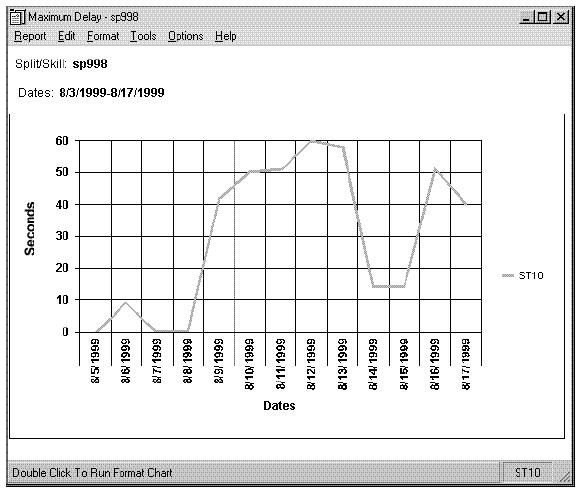 Maximum Delay - sp998
Report Edit Format Tools Options Help
Split/Skill: sp998
Dates: 8/3/1999-8/17/1999
60
50
40
30
20
10
0
Seconds
8/5/1999
8/6/1999
8/7/1999
8/8/1999
8/9/1999
8/10/1999
8/11/1999
8/12/1999
8/13/1999
8/14/1999
8/15/1999
8/16/1999
8/17/1999
Dates
ST10
Double Click To Run Format Chart
ST10